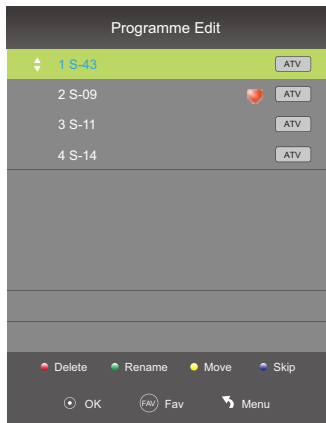 Programme Edit
1 S-43 ATV
2 S-09 ATV
3 S-11 ATV
4 S-14 ATV
Delete Rename Move Skip
OK FAV Fav Menu